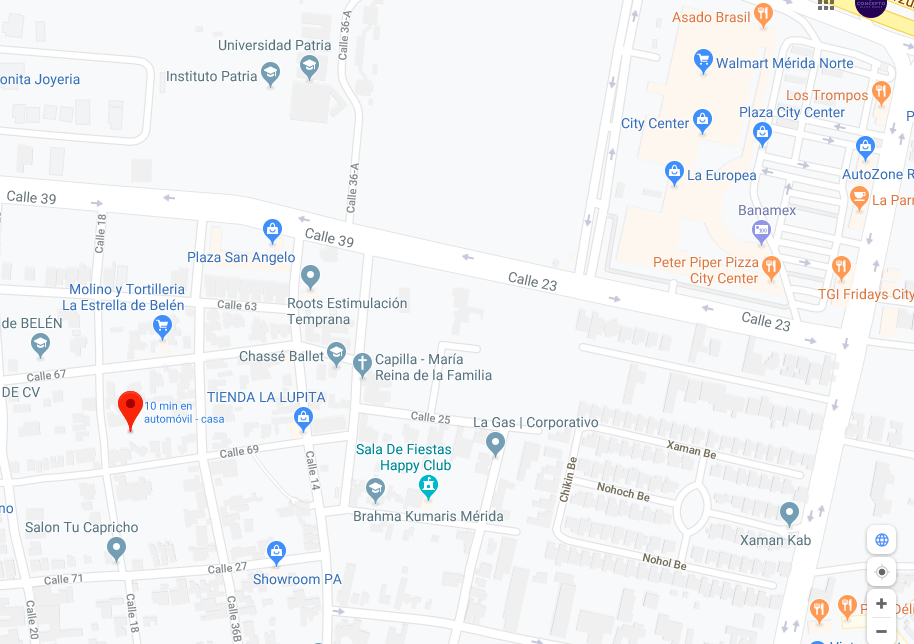 Asado Brasil
CONCEPTO
Universidad Patria
Calle 36-A
Instituto Patria
onita Joyeria
Walmart Mérida Norte
Los Trompos
Plaza City Center
City Center
AutoZone R
La Europea
La Parr
Calle 39
Calle 36-A
Banamex
Calle 18
Calle 39
Plaza San Angelo
Peter Piper Pizza
City Center
Calle 23
TGI Fridays City
Molino y Tortilleria
La Estrella de Belén
Calle 63
Roots Estimulación
Temprana
Calle 23
de BELÉN
Chassé Ballet
Capilla - María
Reina de la Familia
Calle 67
DE CV
TIENDA LA LUPITA
10 min en
automóvil - casa
Calle 25
La Gas | Corporativo
Calle 69
Sala De Fiestas
Happy Club
Xaman Be
Calle 14
Chikin Be
Nohoch Be
no
Brahma Kumaris Mérida
Salon Tu Capricho
Xaman Kab
Nohol Be
Calle 71
Calle 27
Showroom PA
Calle 20
Calle 18
Calle 36B
+
−